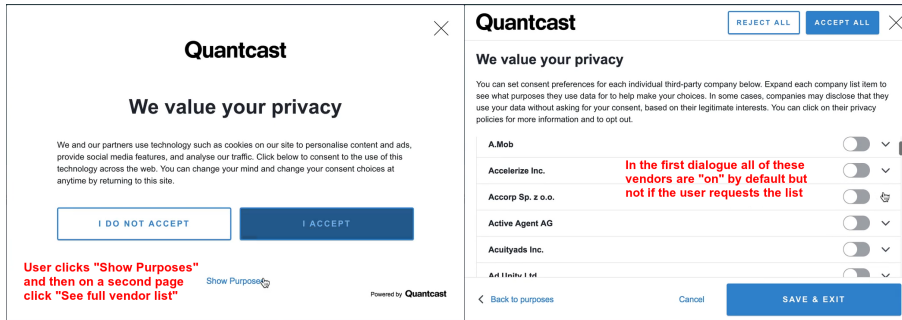 Quantcast
We value your privacy
We and our partners use technology such as cookies on our site to personalise content and ads,
provide social media features, and analyse our traffic. Click below to consent to the use of this
technology across the web. You can change your mind and change your consent choices at
anytime by returning to this site.
I DO NOT ACCEPT
I ACCEPT
User clicks "Show Purposes"
and then on a second page
click "See full vendor list"
Show Purposes
Powered by Quantcast
Quantcast
REJECT ALL
ACCEPT ALL
We value your privacy
You can set consent preferences for each individual third-party company below. Expand each company list item to
see what purposes they use data for to help make your choices. In some cases, companies may disclose that they
use your data without asking for your consent, based on their legitimate interests. You can click on their privacy
policies for more information and to opt out.
A.Mob
Accelerize Inc.
Accorp Sp. z o.o.
Active Agent AG
Acuityads Inc.
Ad Unity Ltd
In the first dialogue all of these
vendors are "on" by default but
not if the user requests the list
Back to purposes
Cancel
SAVE & EXIT